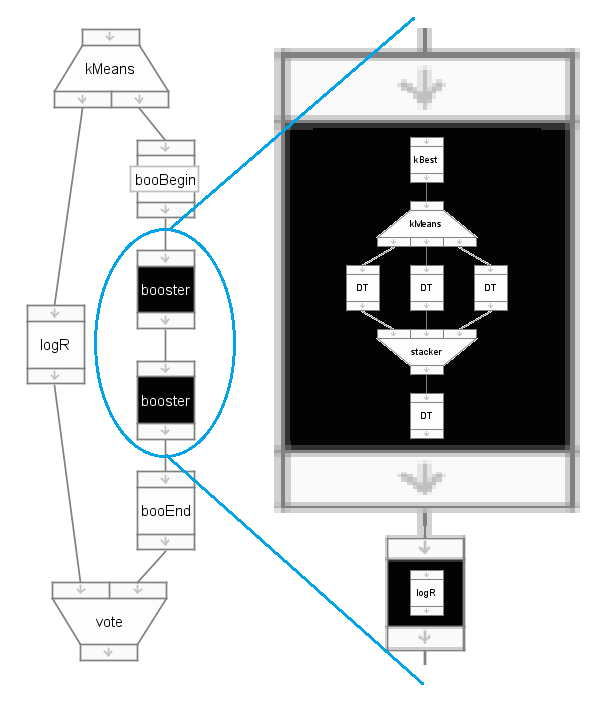 kMeans
booBegin
booster
logR
booster
booEnd
vote
kBest
kMeans
DT DT DT
stacker
DT
logR